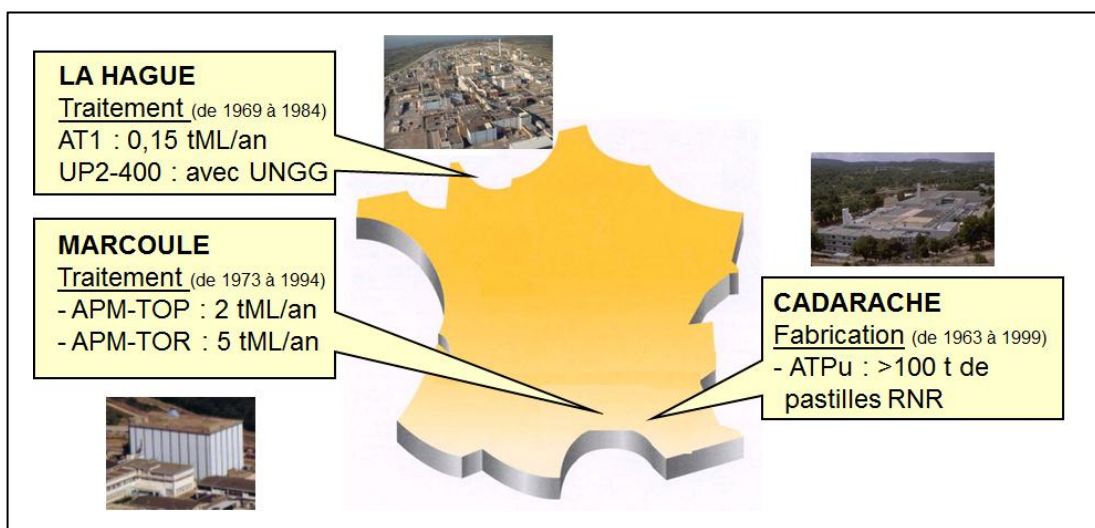 LA HAGUE
Traitement (de 1969 à 1984)
AT1 : 0,15 tML/an
UP2-400 : avec UNGG
MARCOULE
Traitement (de 1973 à 1994)
- APM-TOP : 2 tML/an
- APM-TOR : 5 tML/an
CADARACHE
Fabrication (de 1963 à 1999)
- ATPu : >100 t de
pastilles RNR